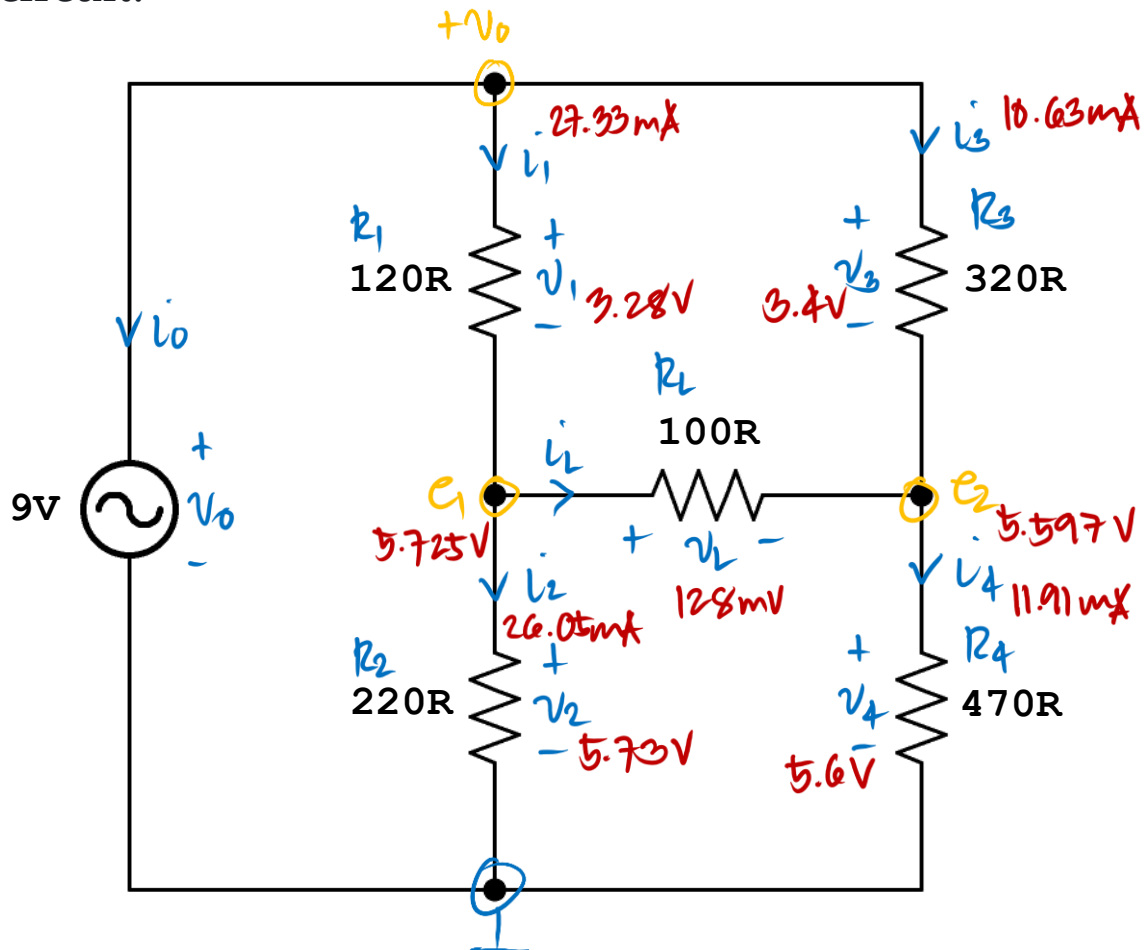 circuit.
+v₀
27.33mA
i₁
i₃ 10.63mA
R₁
120R
+
v₁
-
3.28V
+
v₃
-
3.4V
R₃
320R
i₀
R_L
100R
i_L
9V
+
v₀
-
e₁
5.725V
+ v_L -
128mV
e₂
5.597V
i₂
26.05mA
i₄
11.91mA
R₂
220R
+
v₂
- 5.73V
+
v₄
-
5.6V
R₄
470R